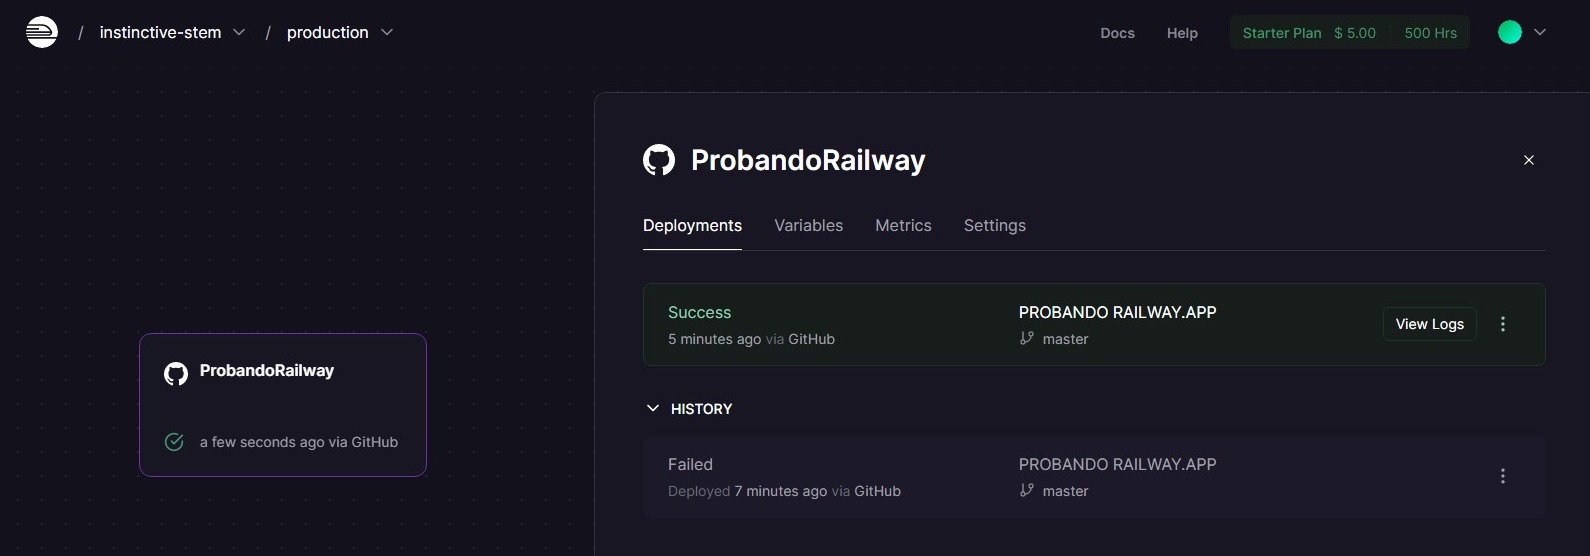 / instinctive-stem / production Docs Help Starter Plan $ 5.00 500 Hrs
ProbandoRailway
a few seconds ago via GitHub
ProbandoRailway
Deployments Variables Metrics Settings
Success PROBANDO RAILWAY.APP
5 minutes ago via GitHub master
View Logs
HISTORY
Failed PROBANDO RAILWAY.APP
Deployed 7 minutes ago via GitHub master